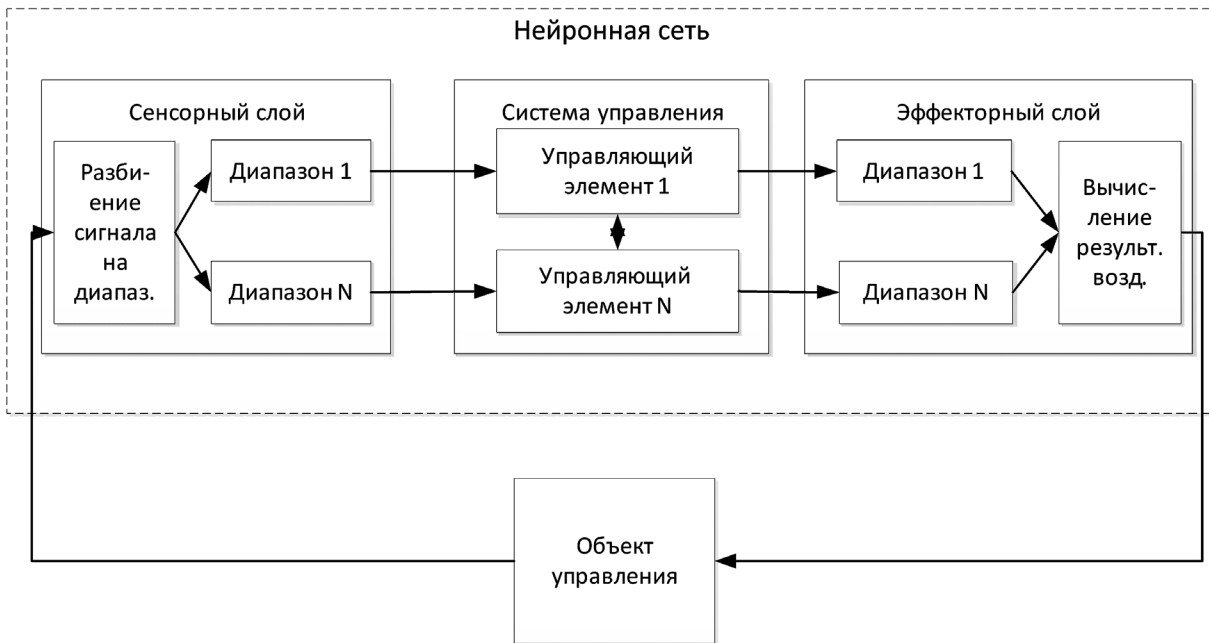 Нейронная сеть
Сенсорный слой
Разби-
ение
сигнала
на
диапаз.
Диапазон 1
Диапазон N
Система управления
Управляющий
элемент 1
Управляющий
элемент N
Эффекторный слой
Диапазон 1
Диапазон N
Вычис-
ление
результ.
возд.
Объект
управления